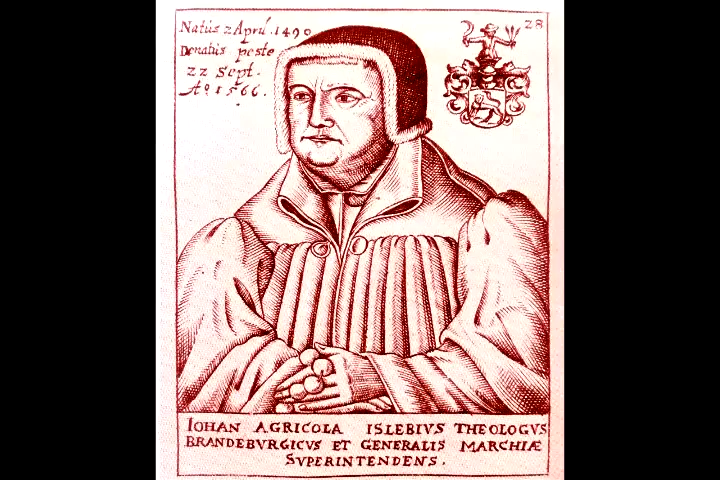 Natus 2 Apriĺ. 1490
Denatus peste
22 Sept.
Aº 1566.
28
IOHAN AGRICOLA ISLEBIVS THEOLOGVS
BRANDEBVRGICVS ET GENERALIS MARCHIÆ
SVPERINTENDENS.